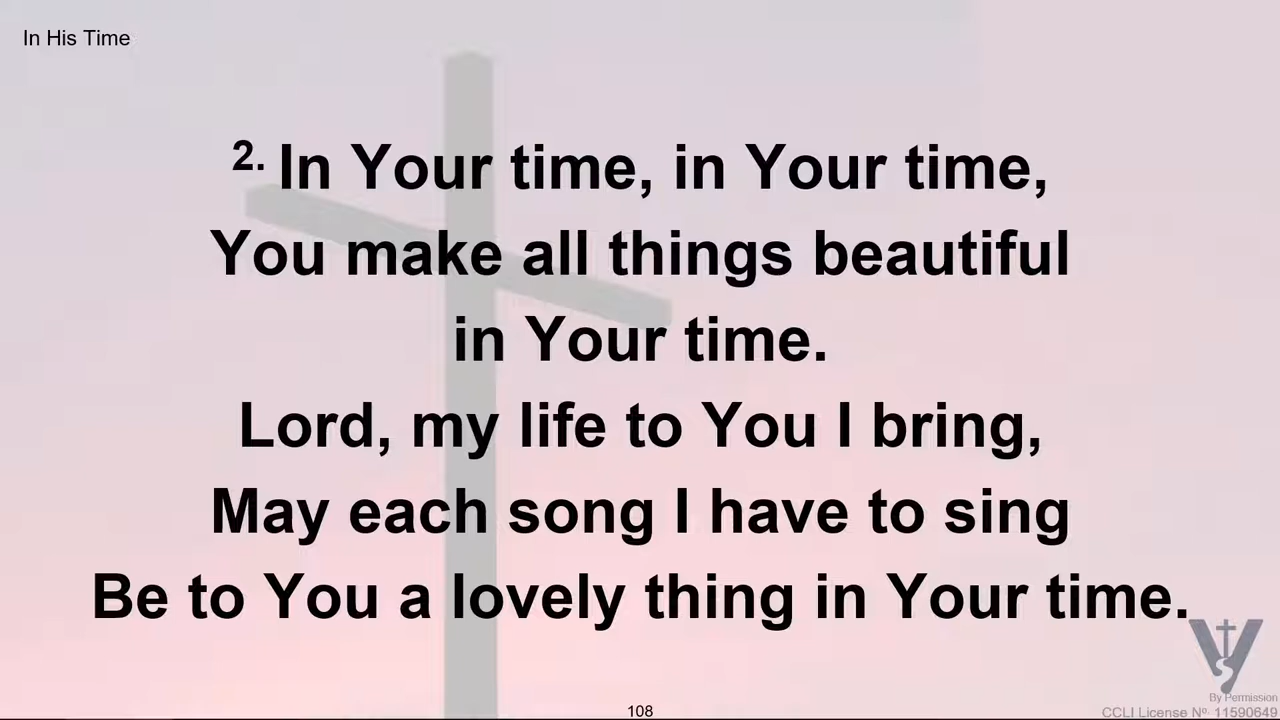 In His Time
2. In Your time, in Your time,
You make all things beautiful
in Your time.
Lord, my life to You I bring,
May each song I have to sing
Be to You a lovely thing in Your time.
By Permission
108
CCLI License Nº. 11590649